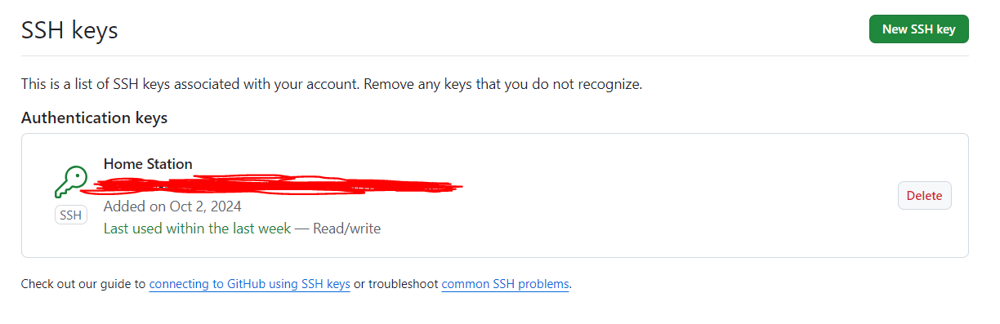 SSH keys
New SSH key
This is a list of SSH keys associated with your account. Remove any keys that you do not recognize.
Authentication keys
Home Station
SSH
Added on Oct 2, 2024
Last used within the last week — Read/write
Delete
Check out our guide to connecting to GitHub using SSH keys or troubleshoot common SSH problems.